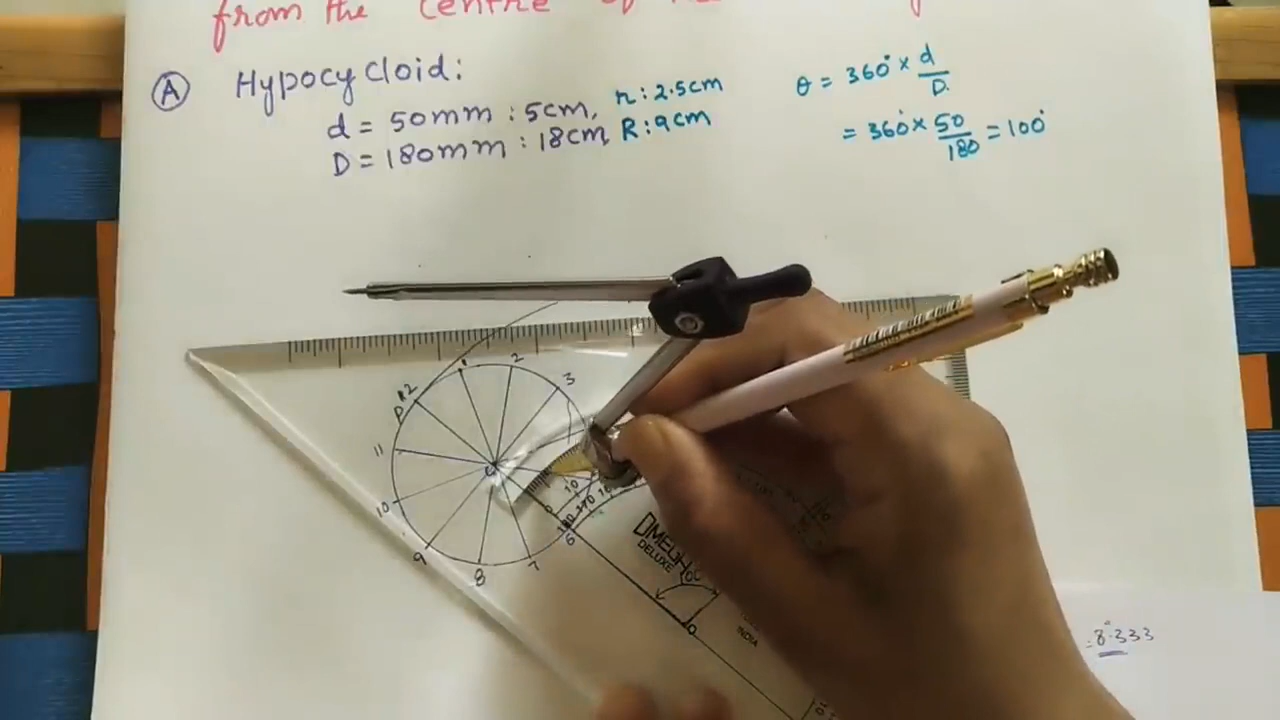 from the centre of
Ⓐ Hypocycloid:
d = 50mm : 5cm, r : 2.5cm
D = 180mm : 18cm, R : 9cm
θ = 360° × d/D.
= 360° × 50/180 = 100°
12
P
1
2
3
11
10
9
8
7
6
O
OMEGA
DELUXE
INDIA
= 8.333